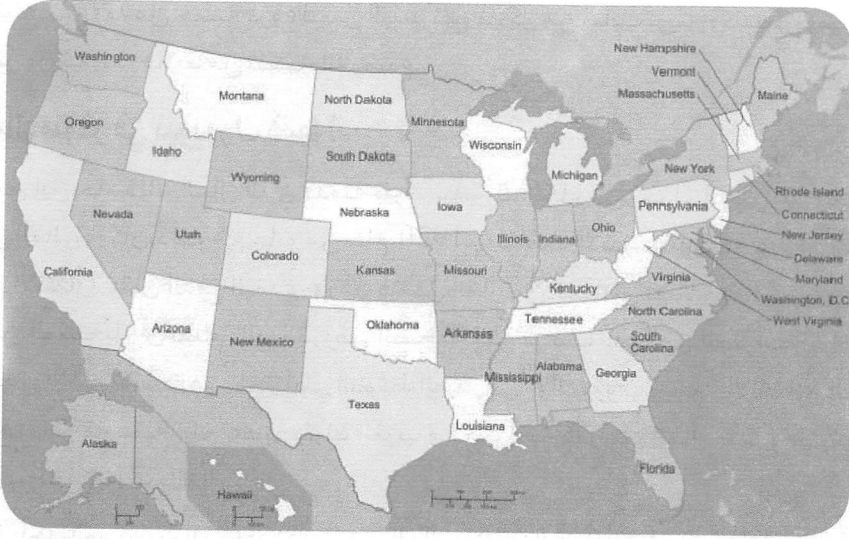 New Hampshire
Vermont
Massachusetts
Washington
Montana
North Dakota
Minnesota
Maine
Oregon
Idaho
Wisconsin
South Dakota
Michigan
New York
Wyoming
Rhode Island
Nebraska
Iowa
Pennsylvania
Connecticut
Nevada
Utah
Illinois
Indiana
Ohio
New Jersey
Colorado
Delaware
California
Kansas
Missouri
Virginia
Maryland
Kentucky
Washington, D.C
West Virginia
Arizona
Oklahoma
Tennessee
North Carolina
New Mexico
Arkansas
South
Carolina
Mississippi
Alabama
Georgia
Texas
Louisiana
Alaska
Florida
Hawaii